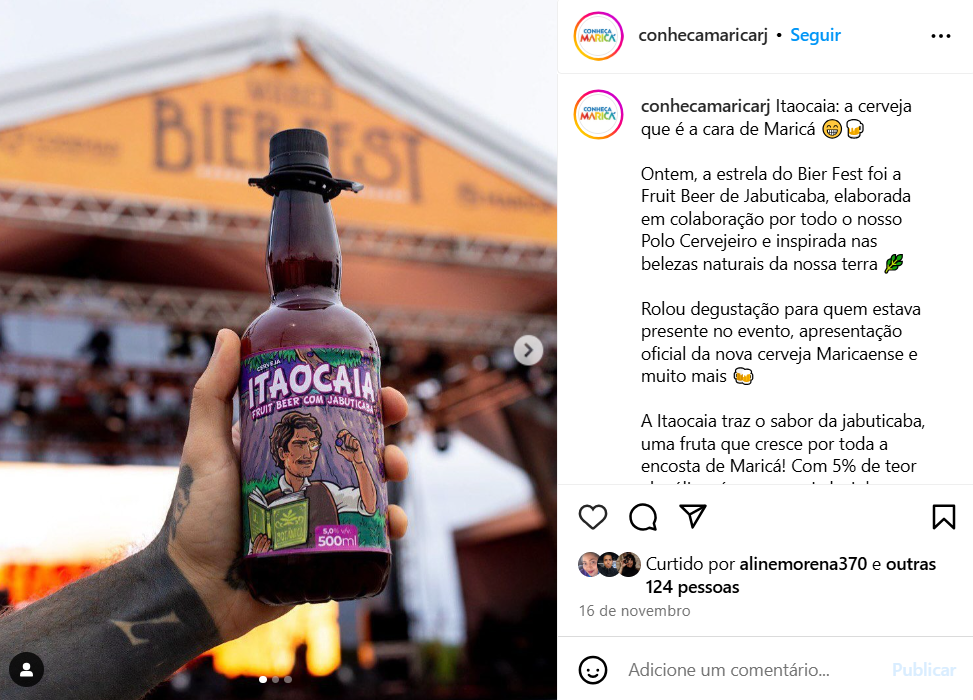 BIER FEST
CERVEJA
ITAOCAIA
FRUIT BEER COM JABUTICABA
5,0% v/v
500ml
CONHEÇA
MARICÁ
conhecamaricarj • Seguir
CONHEÇA
MARICÁ
conhecamaricarj Itaocaia: a cerveja
que é a cara de Maricá 😁🍺
Ontem, a estrela do Bier Fest foi a
Fruit Beer de Jabuticaba, elaborada
em colaboração por todo o nosso
Polo Cervejeiro e inspirada nas
belezas naturais da nossa terra 🌿
Rolou degustação para quem estava
presente no evento, apresentação
oficial da nova cerveja Maricaense e
muito mais 🍻
A Itaocaia traz o sabor da jabuticaba,
uma fruta que cresce por toda a
encosta de Maricá! Com 5% de teor
Curtido por alinemorena370 e outras
124 pessoas
16 de novembro
Adicione um comentário...
Publicar